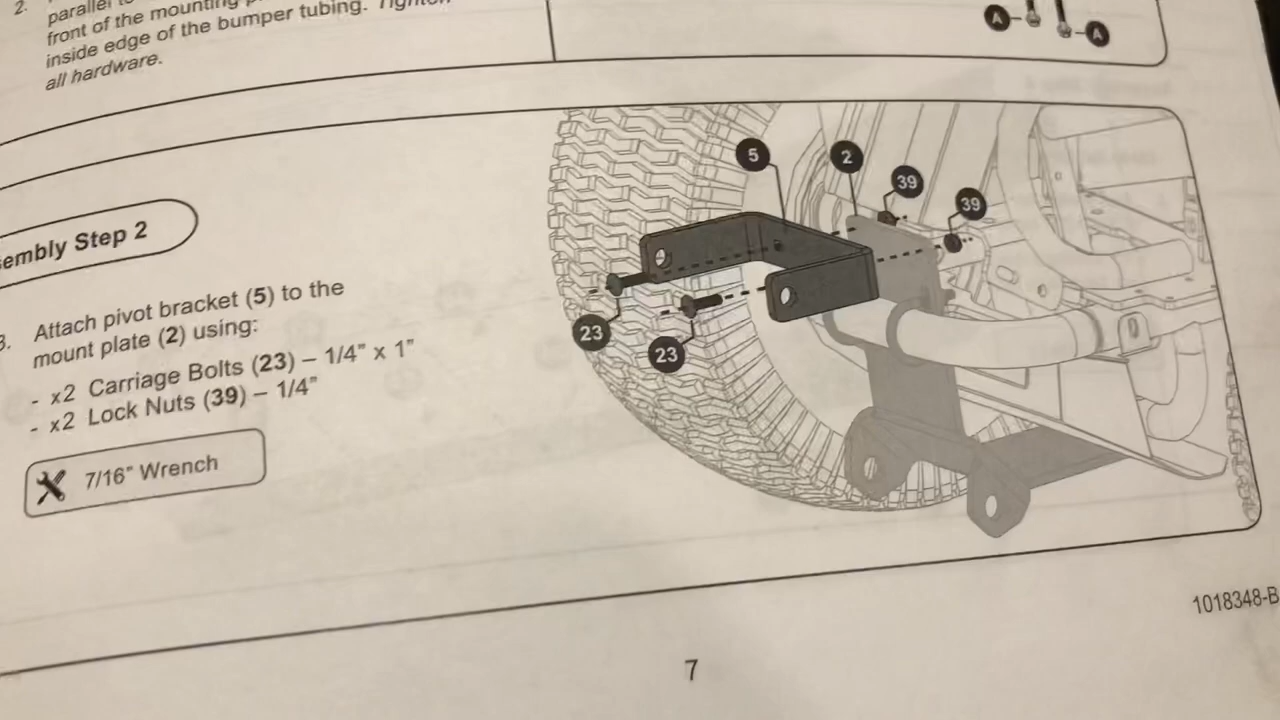 2.
parallel
front of the mounting
inside edge of the bumper tubing. Tighten
all hardware.
A
A
embly Step 2
3. Attach pivot bracket (5) to the
mount plate (2) using:
- x2 Carriage Bolts (23) – 1/4" x 1"
- x2 Lock Nuts (39) – 1/4"
7/16" Wrench
5
2
39
39
23
23
1018348-B
7